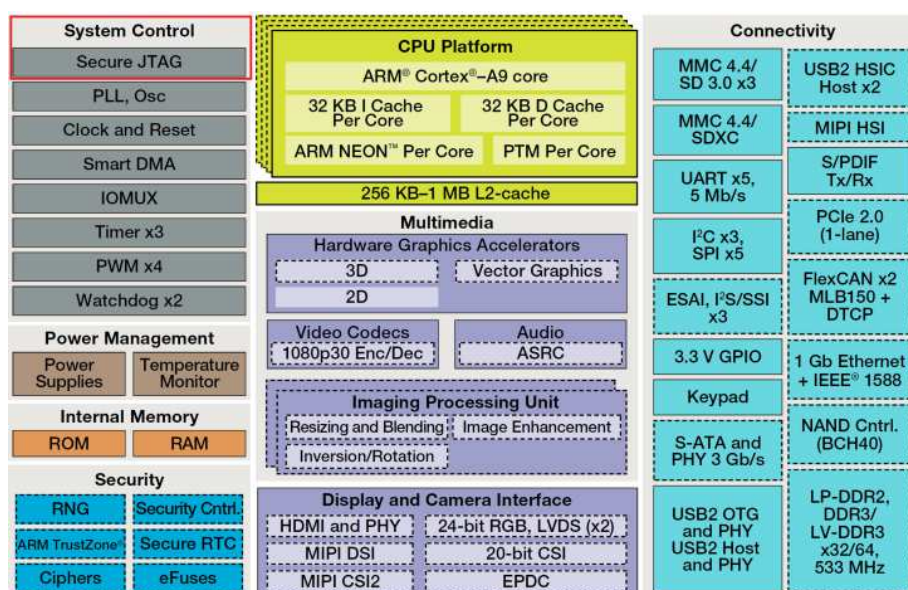 System Control
Secure JTAG
PLL, Osc
Clock and Reset
Smart DMA
IOMUX
Timer x3
PWM x4
Watchdog x2
Power Management
Power
Supplies
Temperature
Monitor
Internal Memory
ROM
RAM
Security
RNG
Security Cntrl.
ARM TrustZone®
Secure RTC
Ciphers
eFuses
CPU Platform
ARM® Cortex®–A9 core
32 KB I Cache
Per Core
32 KB D Cache
Per Core
ARM NEON™ Per Core
PTM Per Core
256 KB–1 MB L2-cache
Multimedia
Hardware Graphics Accelerators
3D
Vector Graphics
2D
Video Codecs
1080p30 Enc/Dec
Audio
ASRC
Imaging Processing Unit
Resizing and Blending
Image Enhancement
Inversion/Rotation
Display and Camera Interface
HDMI and PHY
24-bit RGB, LVDS (x2)
MIPI DSI
20-bit CSI
MIPI CSI2
EPDC
Connectivity
MMC 4.4/
SD 3.0 x3
MMC 4.4/
SDXC
UART x5,
5 Mb/s
I²C x3,
SPI x5
ESAI, I²S/SSI
x3
3.3 V GPIO
Keypad
S-ATA and
PHY 3 Gb/s
USB2 OTG
and PHY
USB2 Host
and PHY
USB2 HSIC
Host x2
MIPI HSI
S/PDIF
Tx/Rx
PCIe 2.0
(1-lane)
FlexCAN x2
MLB150 +
DTCP
1 Gb Ethernet
+ IEEE® 1588
NAND Cntrl.
(BCH40)
LP-DDR2,
DDR3/
LV-DDR3
x32/64,
533 MHz